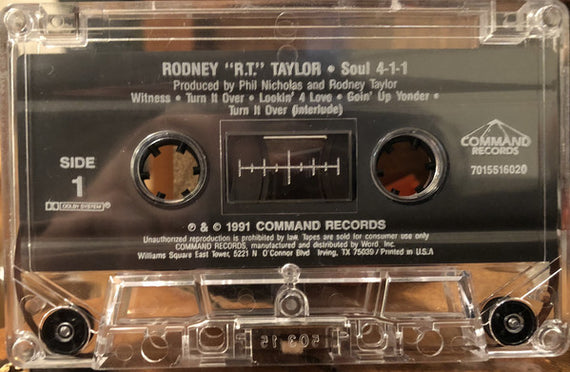 RODNEY "R.T." TAYLOR • Soul 4-1-1
Produced by Phil Nicholas and Rodney Taylor
Witness • Turn It Over • Lookin' 4 Love • Goin' Up Yonder •
Turn It Over (interlude)
COMMAND
RECORDS
7015516020
SIDE
1
DOLBY SYSTEM®
℗ & © 1991 COMMAND RECORDS
Unauthorized reproduction is prohibited by law. Tapes are sold for consumer use only
COMMAND RECORDS, manufactured and distributed by Word, Inc.
Williams Square East Tower, 5221 N O'Connor Blvd Irving, TX 75039 / Printed in U.S.A